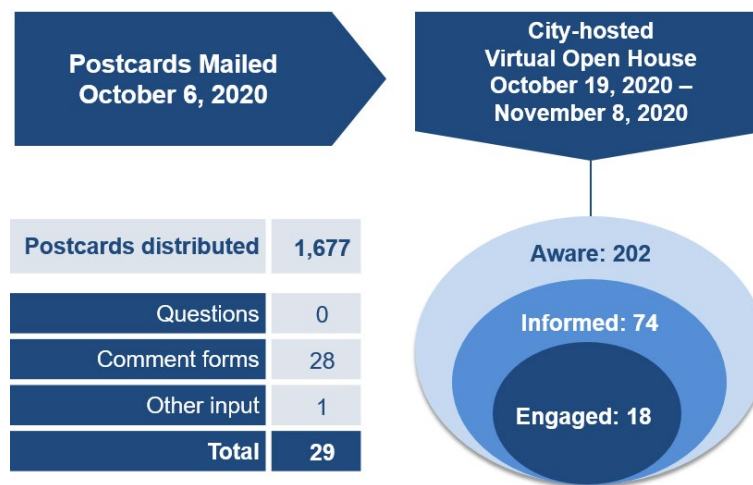 Postcards Mailed
October 6, 2020
City-hosted
Virtual Open House
October 19, 2020 –
November 8, 2020
Postcards distributed 1,677
Questions 0
Comment forms 28
Other input 1
Total 29
Aware: 202
Informed: 74
Engaged: 18